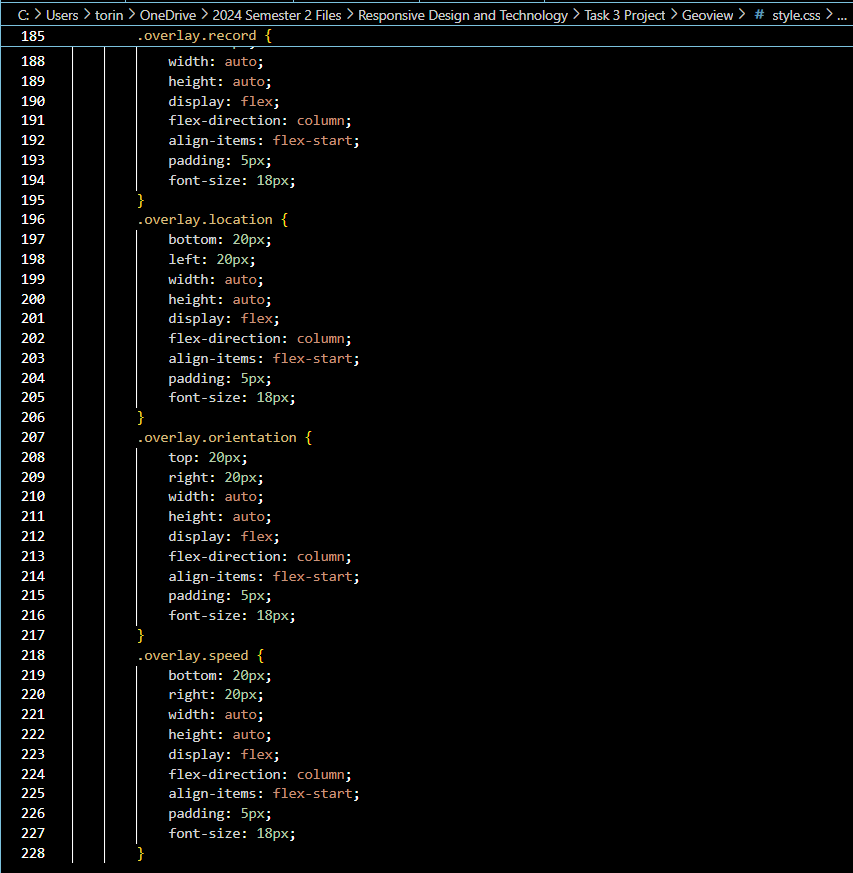 C: > Users > torin > OneDrive > 2024 Semester 2 Files > Responsive Design and Technology > Task 3 Project > Geoview > # style.css > ...
185 .overlay.record {
188 width: auto;
189 height: auto;
190 display: flex;
191 flex-direction: column;
192 align-items: flex-start;
193 padding: 5px;
194 font-size: 18px;
195 }
196 .overlay.location {
197 bottom: 20px;
198 left: 20px;
199 width: auto;
200 height: auto;
201 display: flex;
202 flex-direction: column;
203 align-items: flex-start;
204 padding: 5px;
205 font-size: 18px;
206 }
207 .overlay.orientation {
208 top: 20px;
209 right: 20px;
210 width: auto;
211 height: auto;
212 display: flex;
213 flex-direction: column;
214 align-items: flex-start;
215 padding: 5px;
216 font-size: 18px;
217 }
218 .overlay.speed {
219 bottom: 20px;
220 right: 20px;
221 width: auto;
222 height: auto;
223 display: flex;
224 flex-direction: column;
225 align-items: flex-start;
226 padding: 5px;
227 font-size: 18px;
228 }